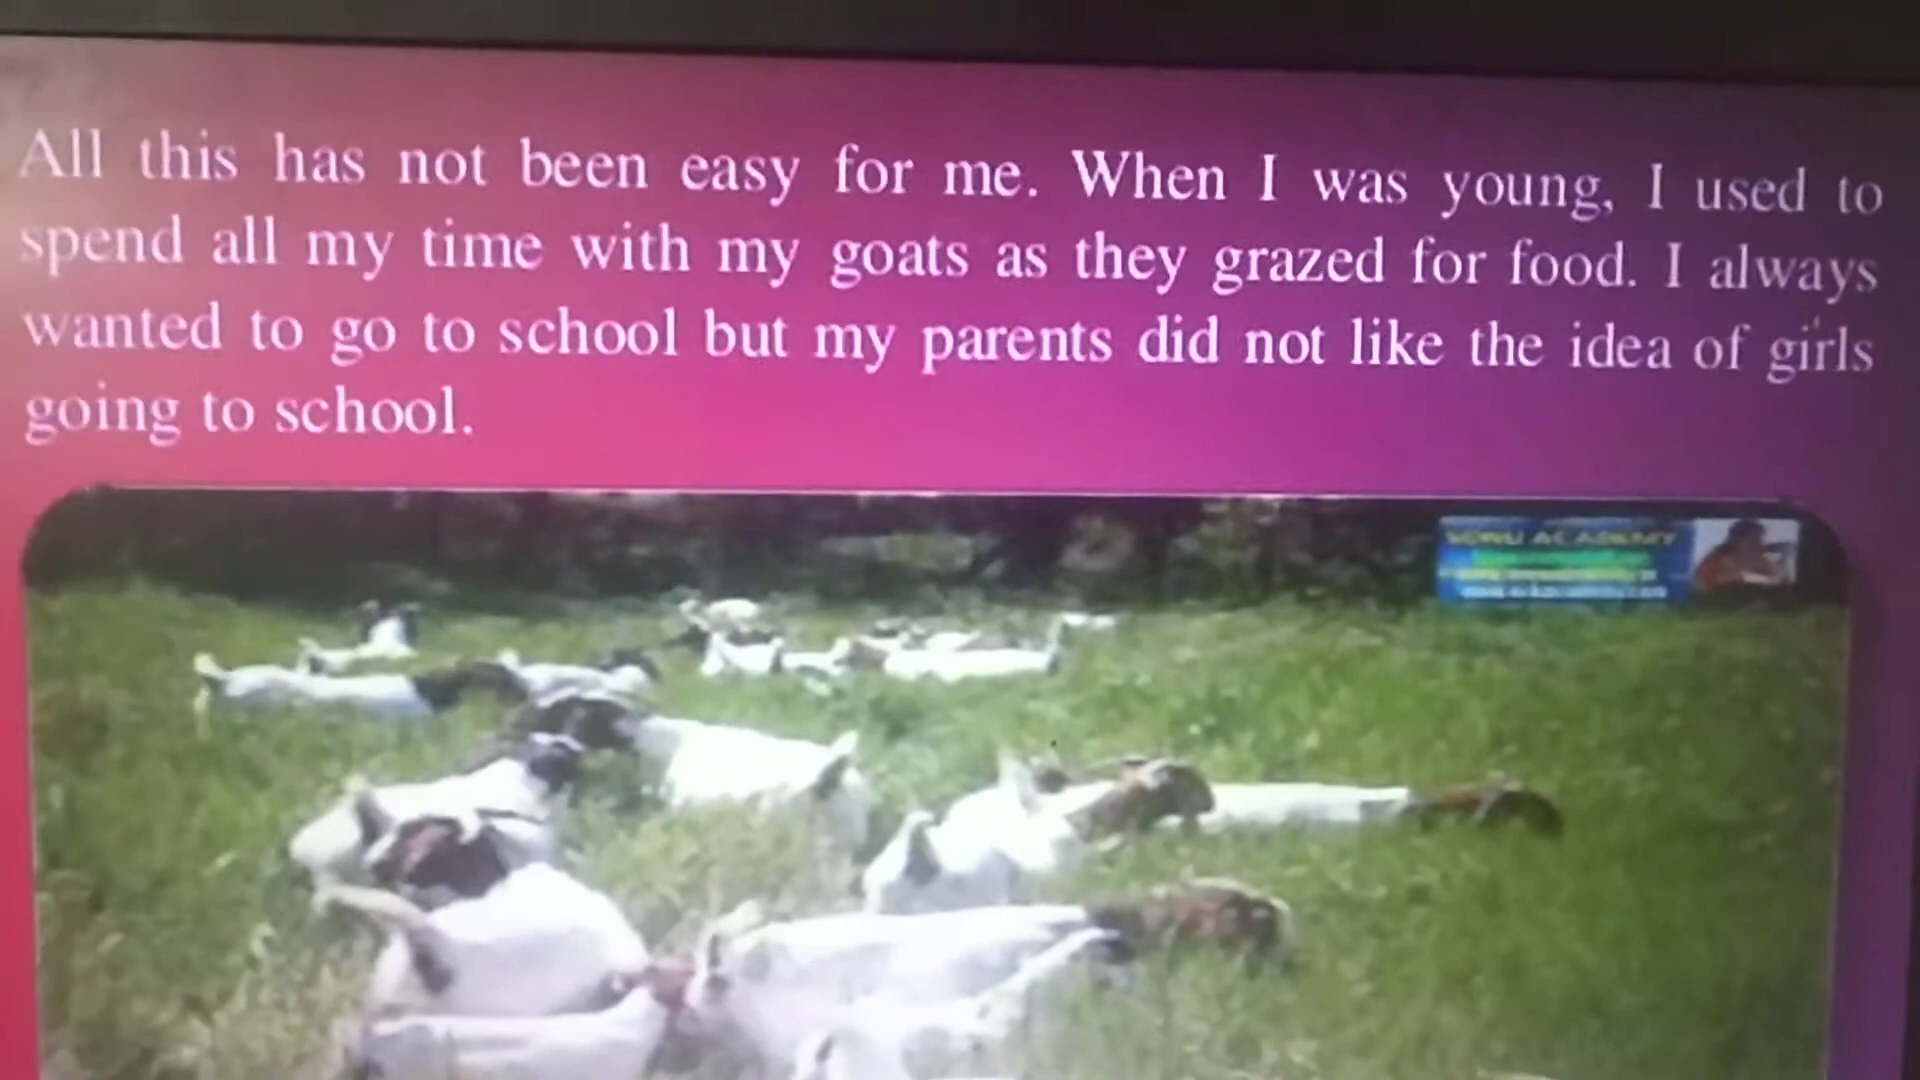 All this has not been easy for me. When I was young, I used to
spend all my time with my goats as they grazed for food. I always
wanted to go to school but my parents did not like the idea of girls
going to school.
ACADEMY